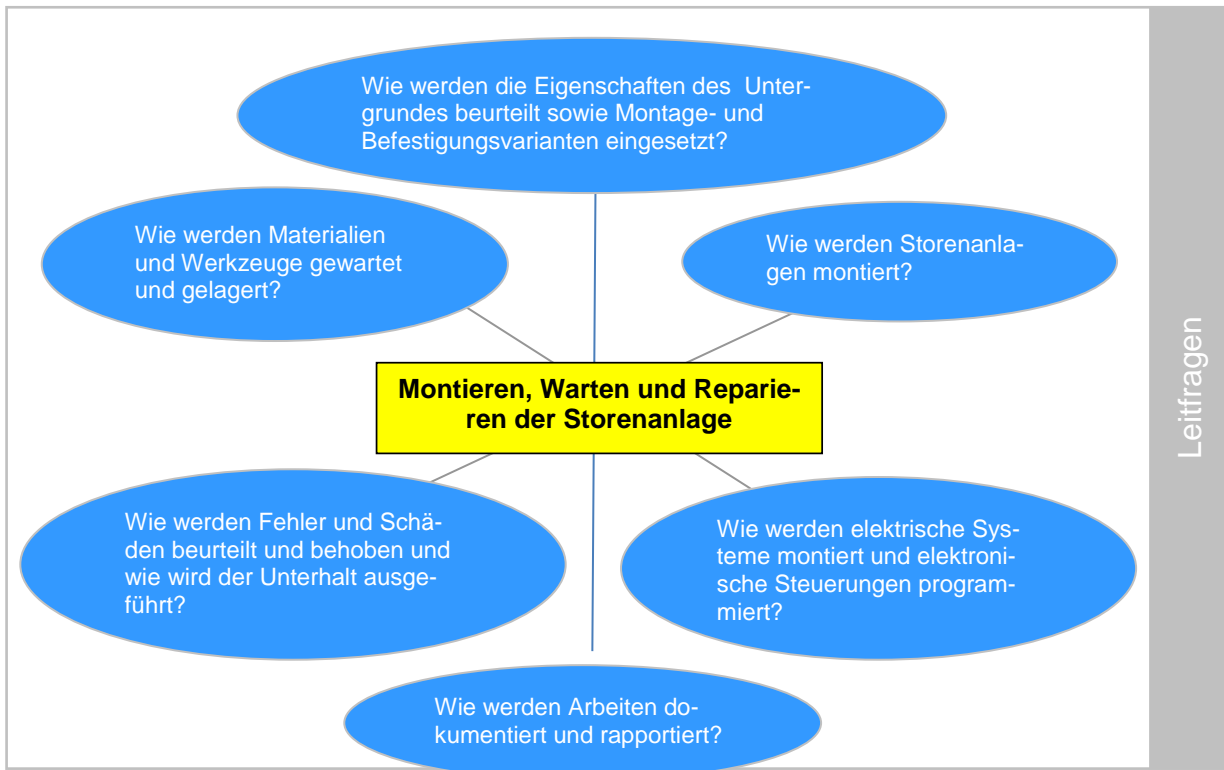 Wie werden die Eigenschaften des  Unter-
grundes beurteilt sowie Montage- und
Befestigungsvarianten eingesetzt?
Wie werden Materialien
und Werkzeuge gewartet
und gelagert?
Wie werden Storenanla-
gen montiert?
Montieren, Warten und Reparie-
ren der Storenanlage
Wie werden Fehler und Schä-
den beurteilt und behoben und
wie wird der Unterhalt ausge-
führt?
Wie werden elektrische Sys-
teme montiert und elektroni-
sche Steuerungen program-
miert?
Wie werden Arbeiten do-
kumentiert und rapportiert?
Leitfragen